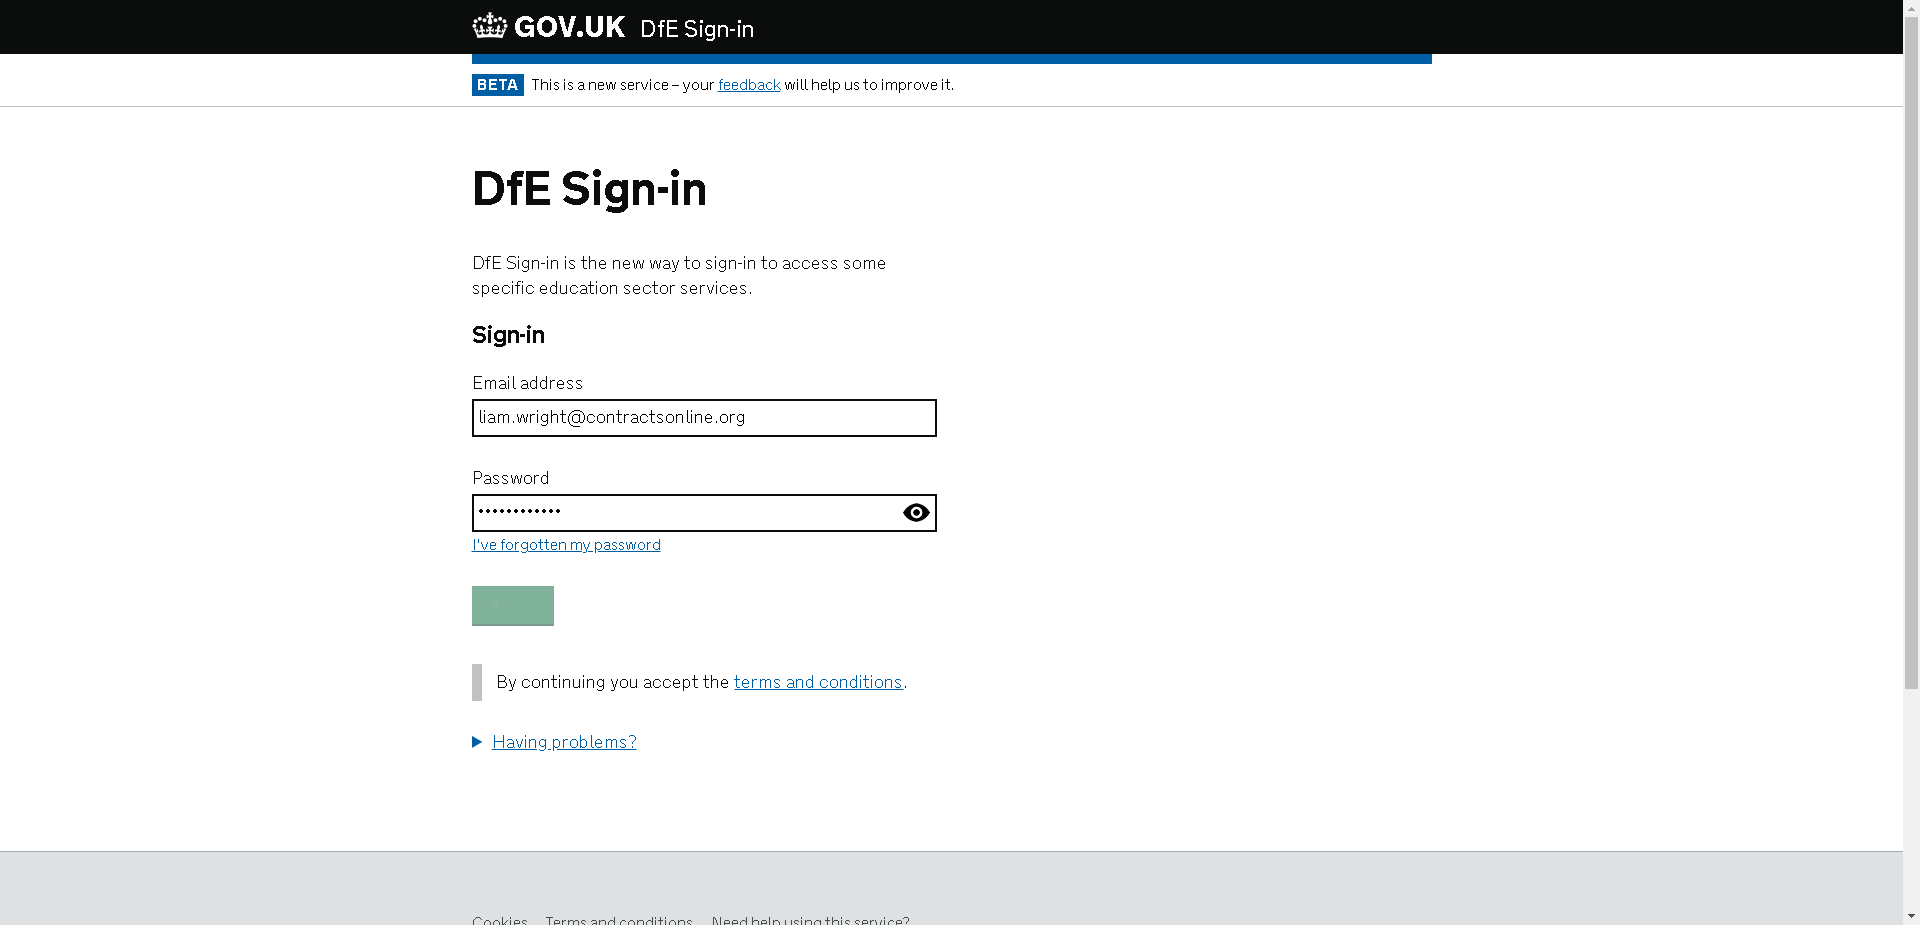 GOV.UK DfE Sign-in
BETA This is a new service – your feedback will help us to improve it.
DfE Sign-in
DfE Sign-in is the new way to sign-in to access some
specific education sector services.
Sign-in
Email address
liam.wright@contractsonline.org
Password
••••••••••••
I've forgotten my password
By continuing you accept the terms and conditions.
Having problems?
Cookies Terms and conditions Need help using this service?